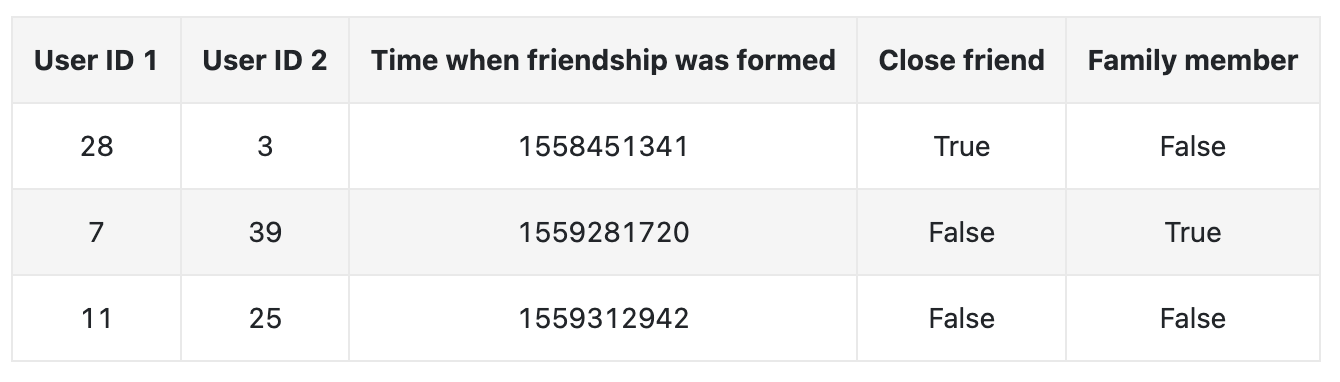 User ID 1 User ID 2 Time when friendship was formed Close friend Family member
28 3 1558451341 True False
7 39 1559281720 False True
11 25 1559312942 False False